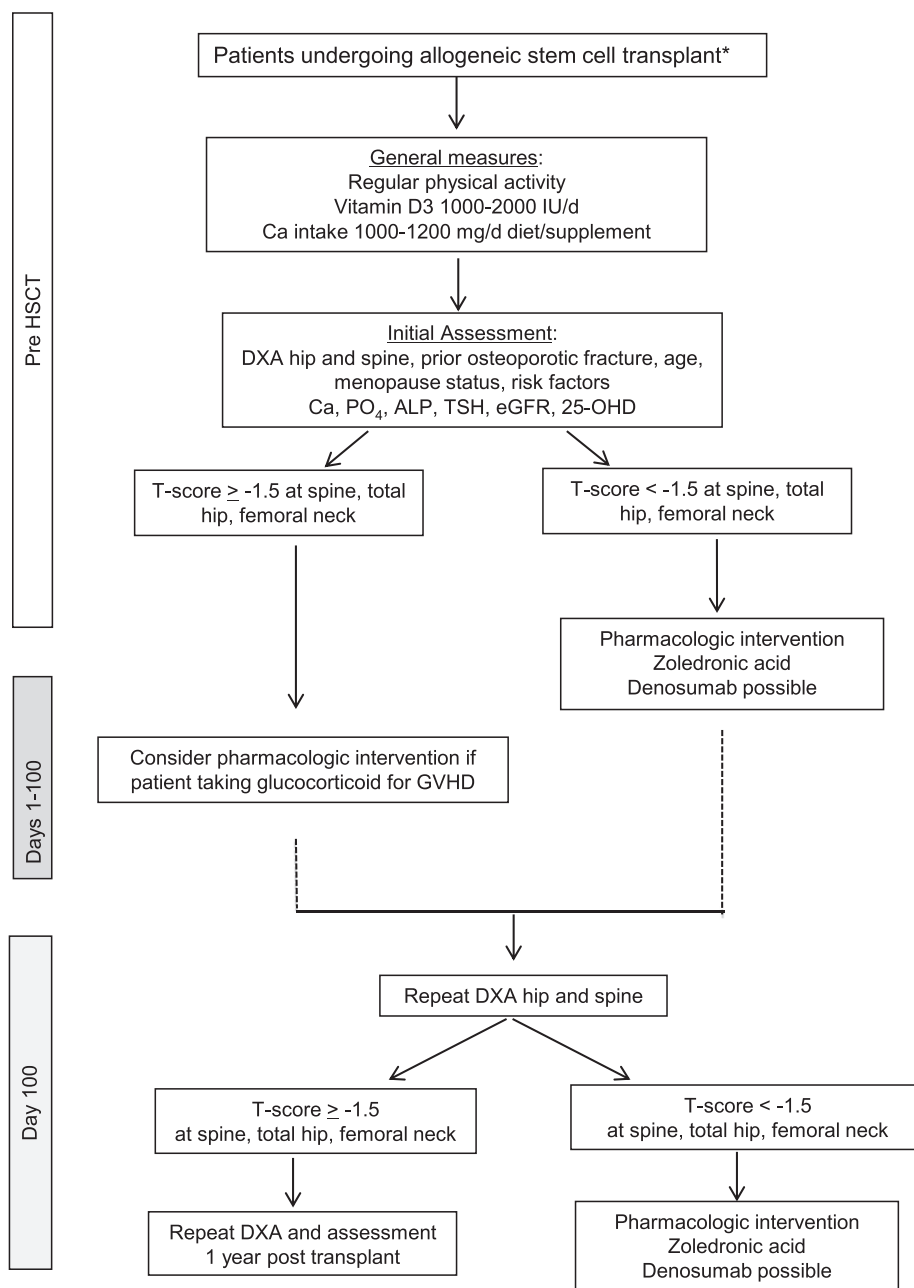 Pre HSCT
Patients undergoing allogeneic stem cell transplant*
General measures:
Regular physical activity
Vitamin D3 1000-2000 IU/d
Ca intake 1000-1200 mg/d diet/supplement
Initial Assessment:
DXA hip and spine, prior osteoporotic fracture, age,
menopause status, risk factors
Ca, PO₄, ALP, TSH, eGFR, 25-OHD
T-score ≥ -1.5 at spine, total
hip, femoral neck
T-score < -1.5 at spine, total
hip, femoral neck
Pharmacologic intervention
Zoledronic acid
Denosumab possible
Days 1-100
Consider pharmacologic intervention if
patient taking glucocorticoid for GVHD
Day 100
Repeat DXA hip and spine
T-score ≥ -1.5
at spine, total hip, femoral neck
T-score < -1.5
at spine, total hip, femoral neck
Repeat DXA and assessment
1 year post transplant
Pharmacologic intervention
Zoledronic acid
Denosumab possible